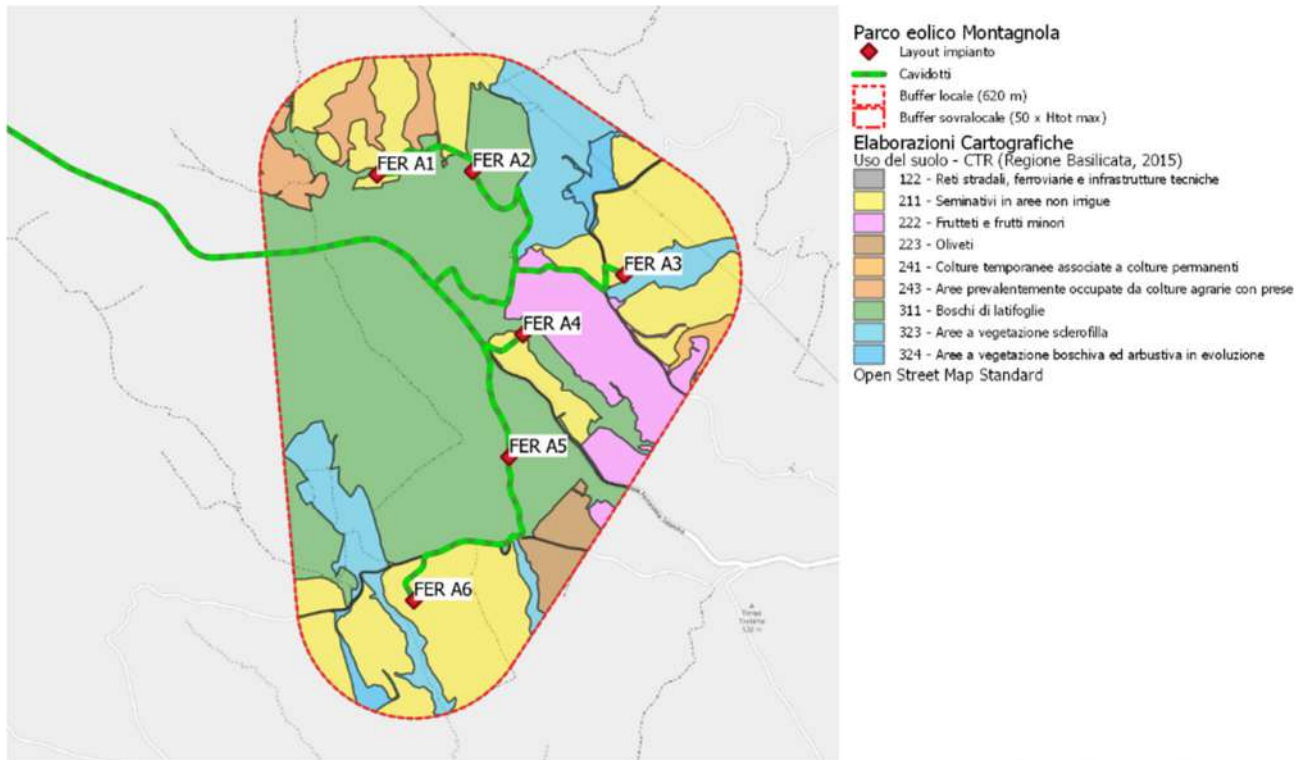 Parco eolico Montagnola
Layout impianto
Cavidotti
Buffer locale (620 m)
Buffer sovralocale (50 x Htot max)
Elaborazioni Cartografiche
Uso del suolo - CTR (Regione Basilicata, 2015)
122 - Reti stradali, ferroviarie e infrastrutture tecniche
211 - Seminativi in aree non irrigue
222 - Frutteti e frutti minori
223 - Oliveti
241 - Colture temporanee associate a colture permanenti
243 - Aree prevalentemente occupate da colture agrarie con prese
311 - Boschi di latifoglie
323 - Aree a vegetazione sclerofilla
324 - Aree a vegetazione boschiva ed arbustiva in evoluzione
Open Street Map Standard
FER A1
FER A2
FER A3
FER A4
FER A5
FER A6